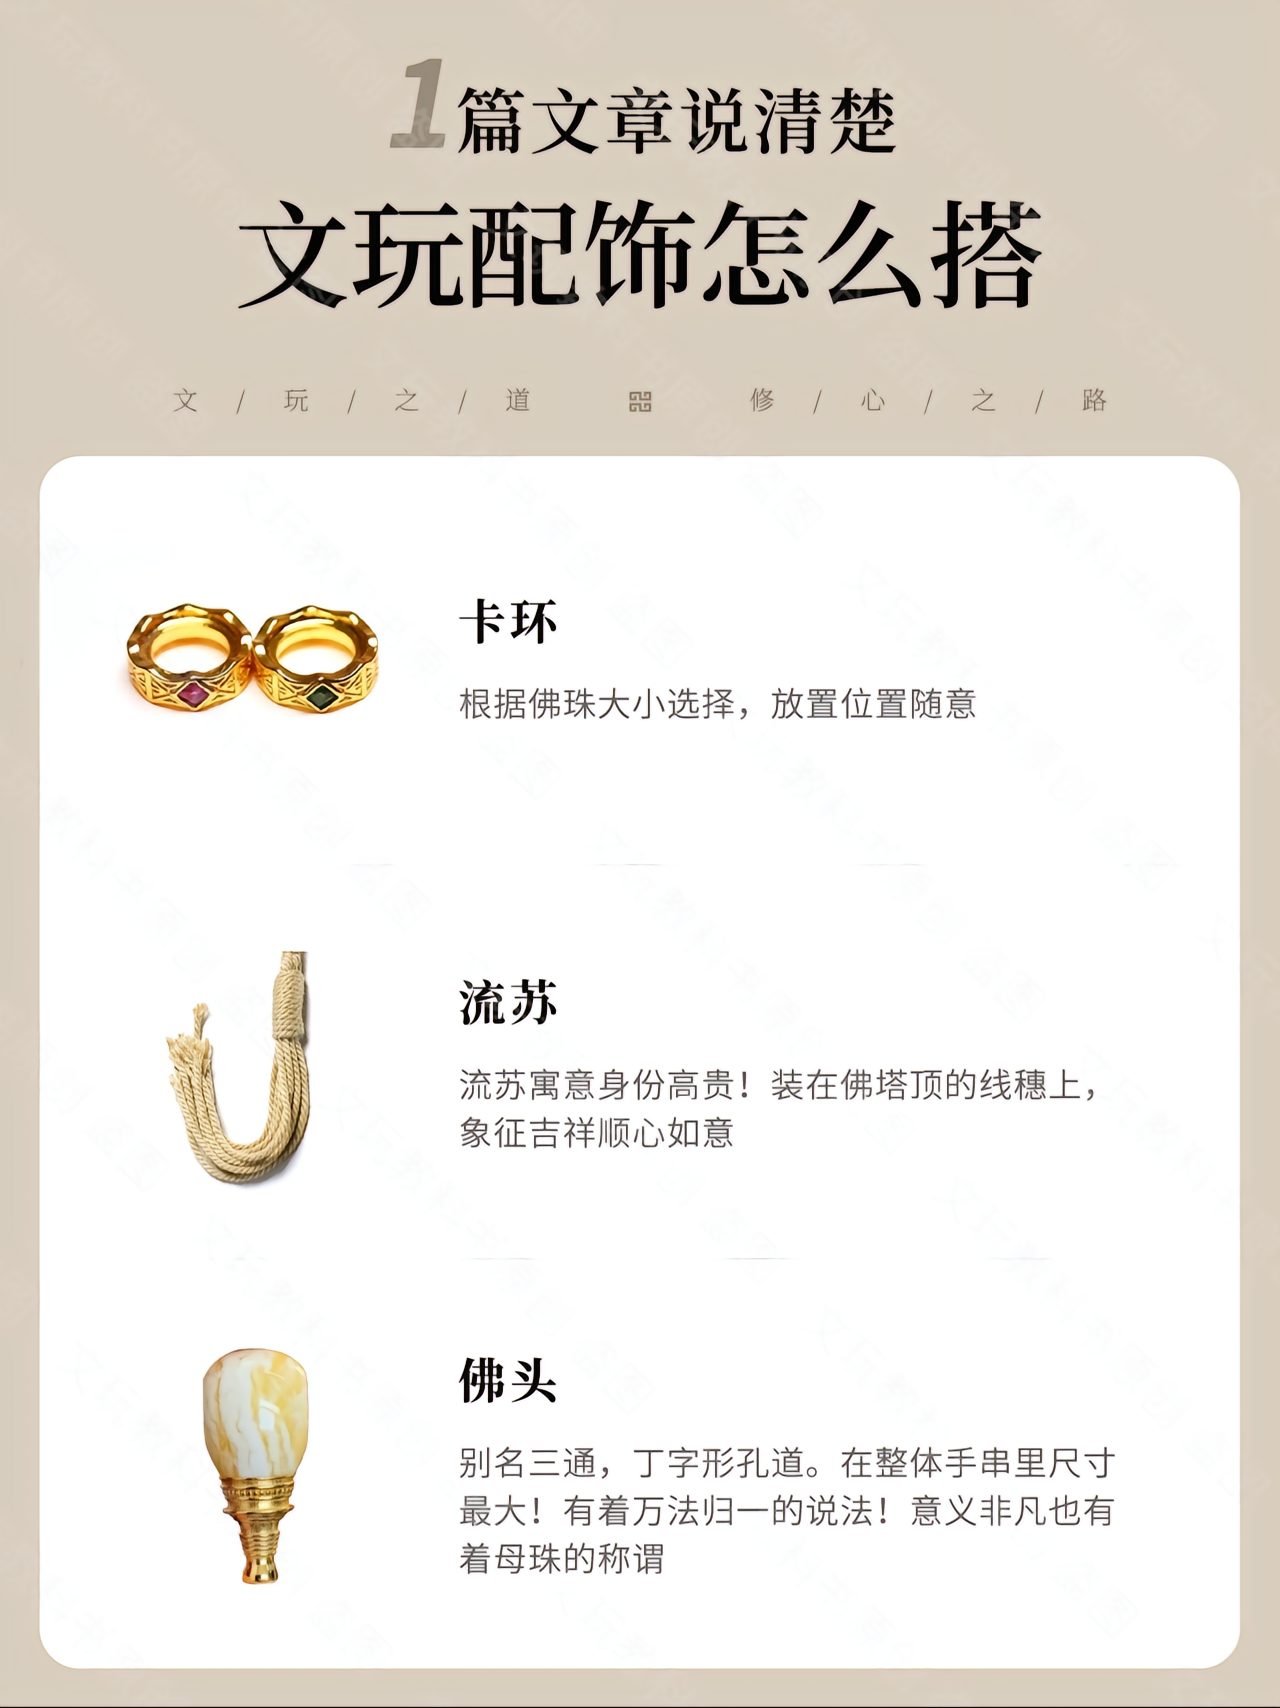 1篇文章说清楚
文玩配饰怎么搭
文/玩/之/道 修/心/之/路
卡环
根据佛珠大小选择，放置位置随意
流苏
流苏寓意身份高贵！装在佛塔顶的线穗上，
象征吉祥顺心如意
佛头
别名三通，丁字形孔道。在整体手串里尺寸
最大！有着万法归一的说法！意义非凡也有
着母珠的称谓